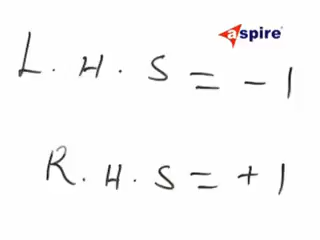 aspire
L. H. S = - 1
R. H. S = + 1